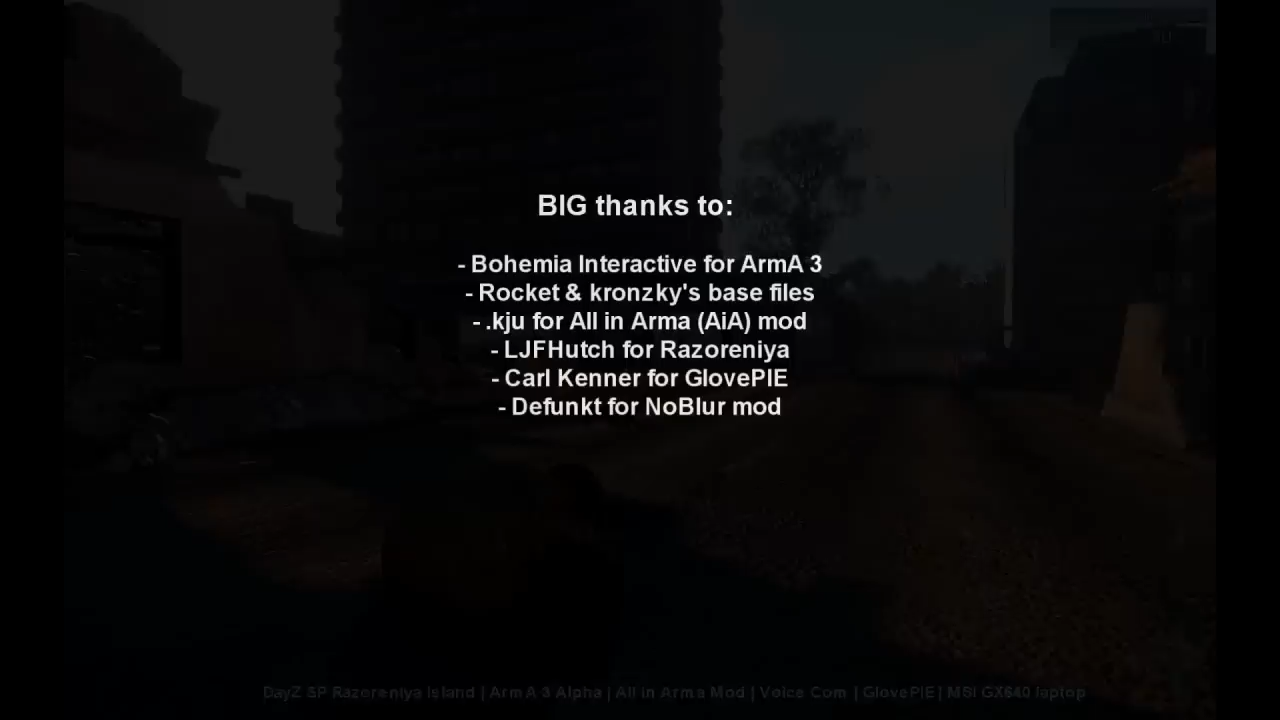 BIG thanks to:
- Bohemia Interactive for ArmA 3
- Rocket & kronzky's base files
- .kju for All in Arma (AiA) mod
- LJFHutch for Razoreniya
- Carl Kenner for GlovePIE
- Defunkt for NoBlur mod
DayZ SP Razoreniya Island | ArmA 3 Alpha | All in Arma Mod | Voice Com | GlovePIE | MSI GX640 laptop